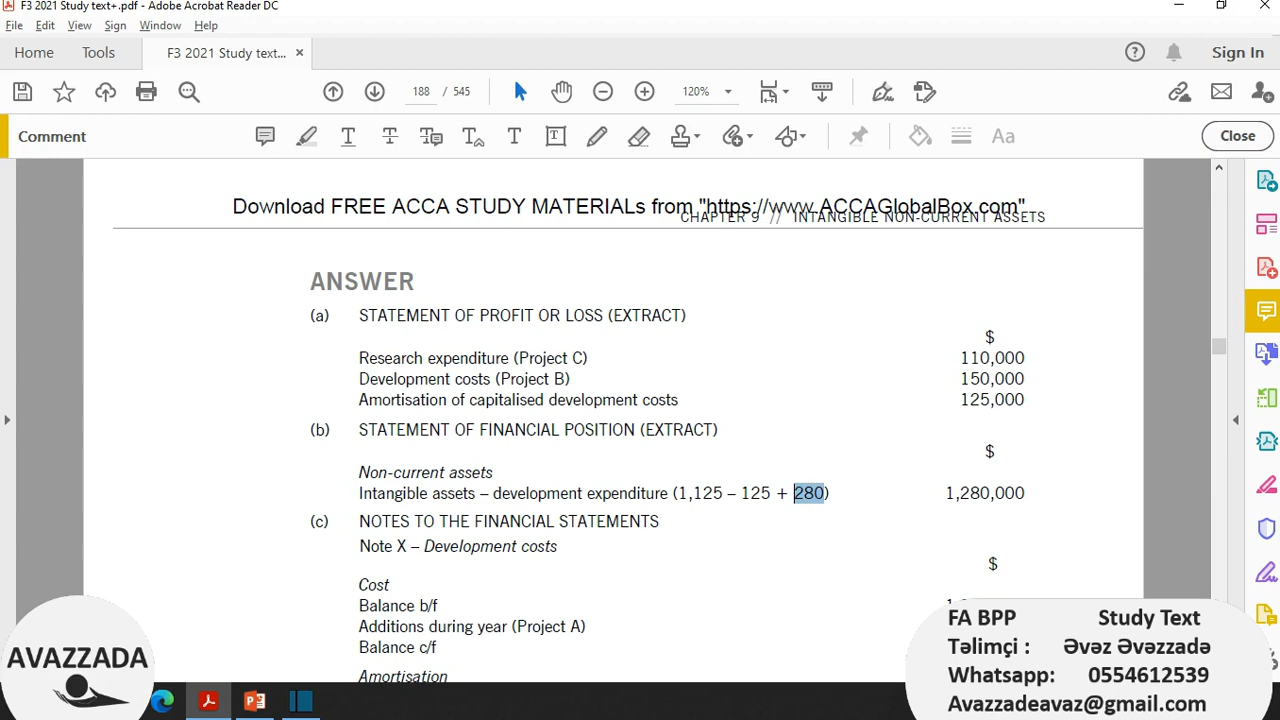 F3 2021 Study text+.pdf - Adobe Acrobat Reader DC
File Edit View Sign Window Help
Home Tools F3 2021 Study text... × Sign In
188 / 545 120%
Comment Close
Download FREE ACCA STUDY MATERIALs from "https://www.ACCAGlobalBox.com"
CHAPTER 9 // INTANGIBLE NON-CURRENT ASSETS
ANSWER
(a) STATEMENT OF PROFIT OR LOSS (EXTRACT)
$
Research expenditure (Project C) 110,000
Development costs (Project B) 150,000
Amortisation of capitalised development costs 125,000
(b) STATEMENT OF FINANCIAL POSITION (EXTRACT)
$
Non-current assets
Intangible assets – development expenditure (1,125 – 125 + 280) 1,280,000
(c) NOTES TO THE FINANCIAL STATEMENTS
Note X – Development costs
$
Cost
Balance b/f
Additions during year (Project A)
Balance c/f
Amortisation
AVAZZADA
FA BPP Study Text
Təlimçi : Əvəz Əvəzzadə
Whatsapp: 0554612539
Avazzadeavaz@gmail.com